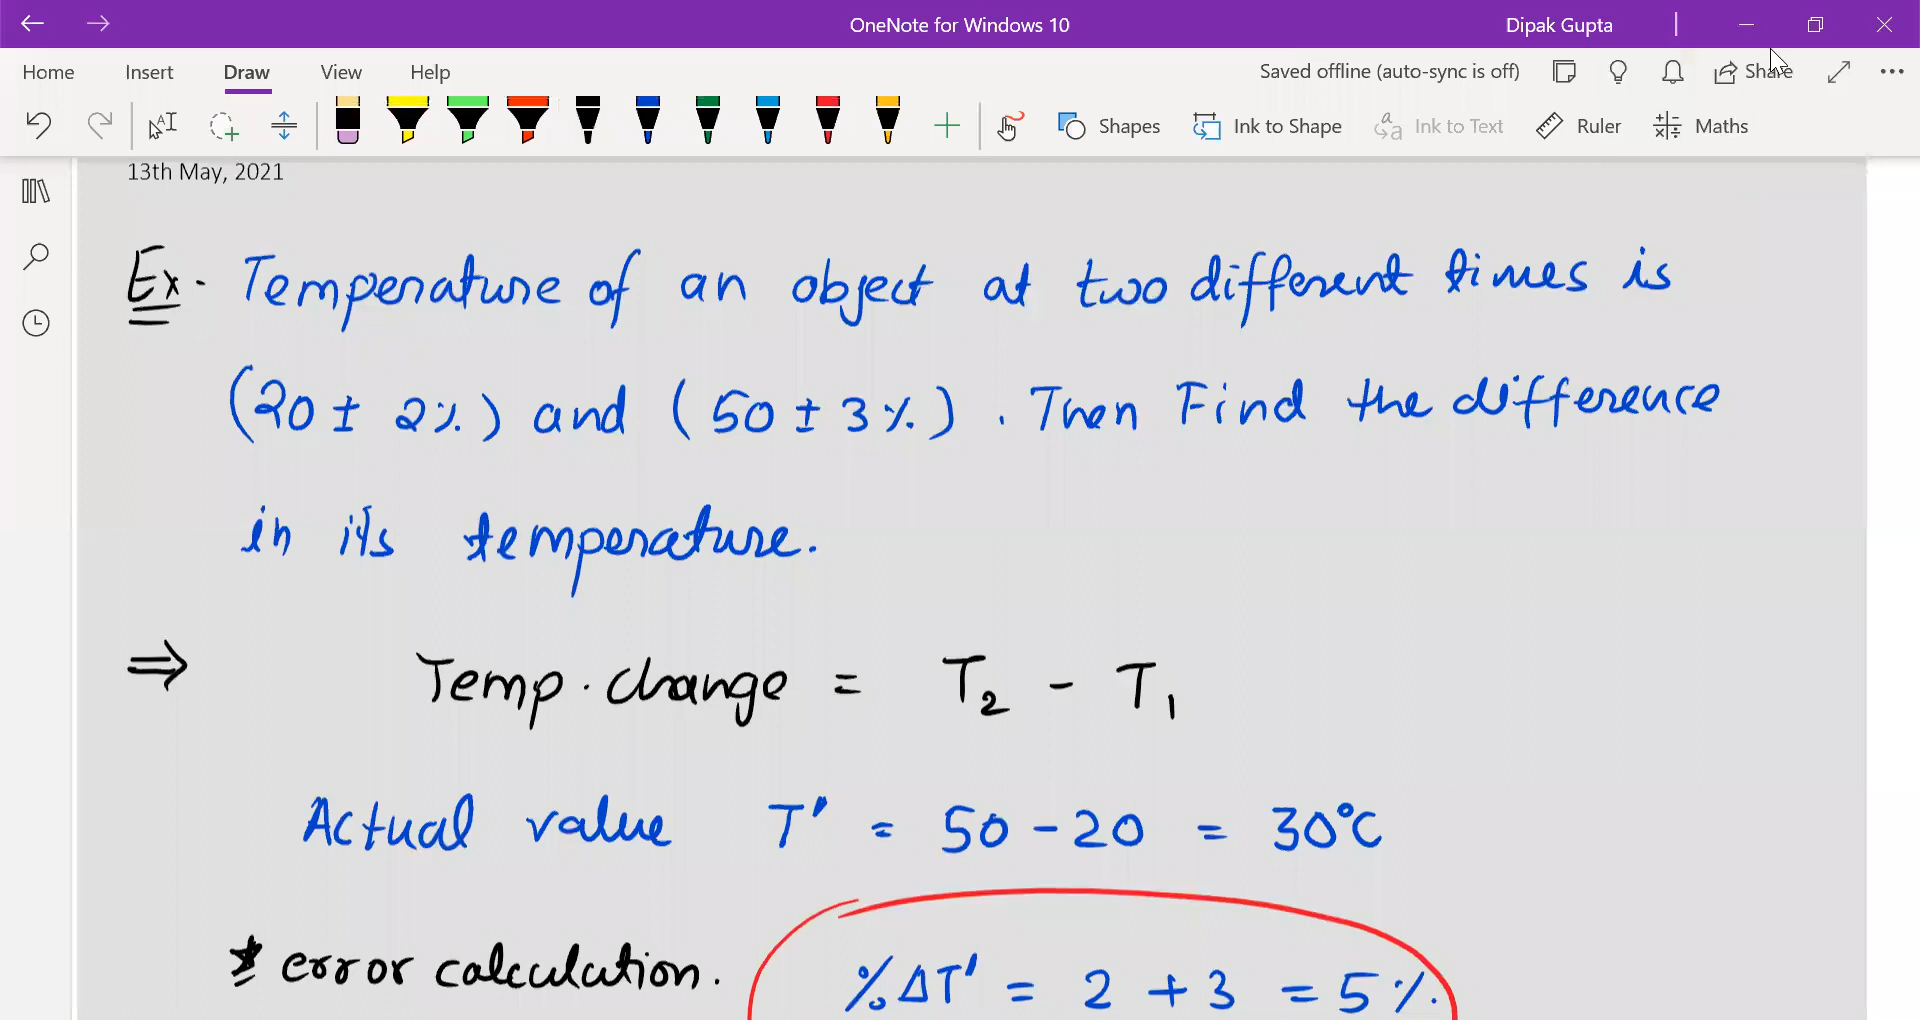 OneNote for Windows 10
Dipak Gupta
Home Insert Draw View Help
Saved offline (auto-sync is off) Share
Shapes Ink to Shape Ink to Text Ruler Maths
13th May, 2021
Ex. Temperature of an object at two different times is
(20 ± 2%) and (50 ± 3%). Then Find the difference
in its temperature.
⇒ Temp. change = T₂ - T₁
Actual value T' = 50 - 20 = 30°C
* error calculation. %ΔT' = 2 + 3 = 5%.